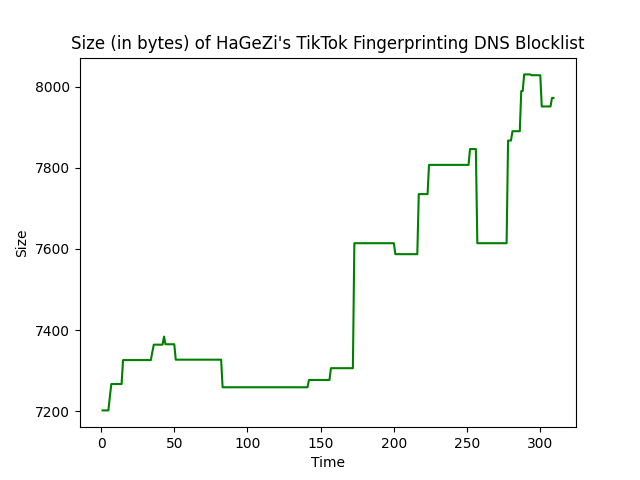 Size (in bytes) of HaGeZi's TikTok Fingerprinting DNS Blocklist
8000
7800
7600
7400
7200
Size
0 50 100 150 200 250 300
Time